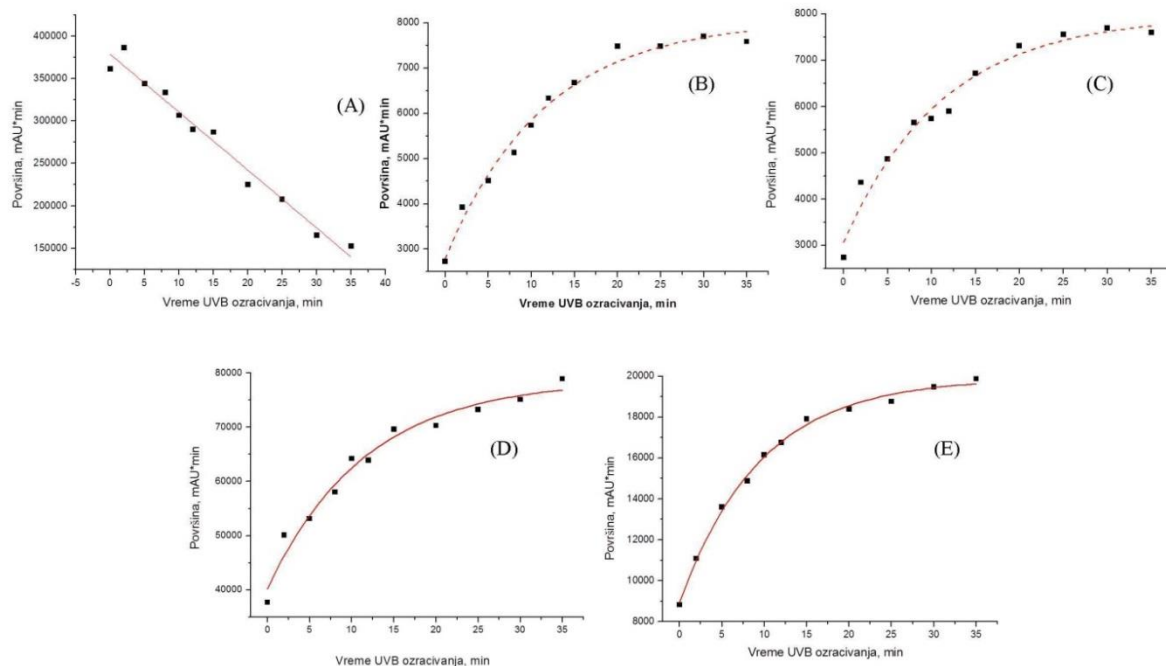 400000
350000
300000
250000
200000
150000
Površina, mAU*min
(A)
-5 0 5 10 15 20 25 30 35 40
Vreme UVB ozracivanja, min
8000
7000
6000
5000
4000
3000
Površina, mAU*min
(B)
0 5 10 15 20 25 30 35
Vreme UVB ozracivanja, min
8000
7000
6000
5000
4000
3000
Površina, mAU*min
(C)
0 5 10 15 20 25 30 35
Vreme UVB ozracivanja, min
80000
70000
60000
50000
40000
Površina, mAU*min
(D)
0 5 10 15 20 25 30 35
Vreme UVB ozracivanja, min
20000
18000
16000
14000
12000
10000
8000
Površina, mAU*min
(E)
0 5 10 15 20 25 30 35
Vreme UVB ozracivanja, min